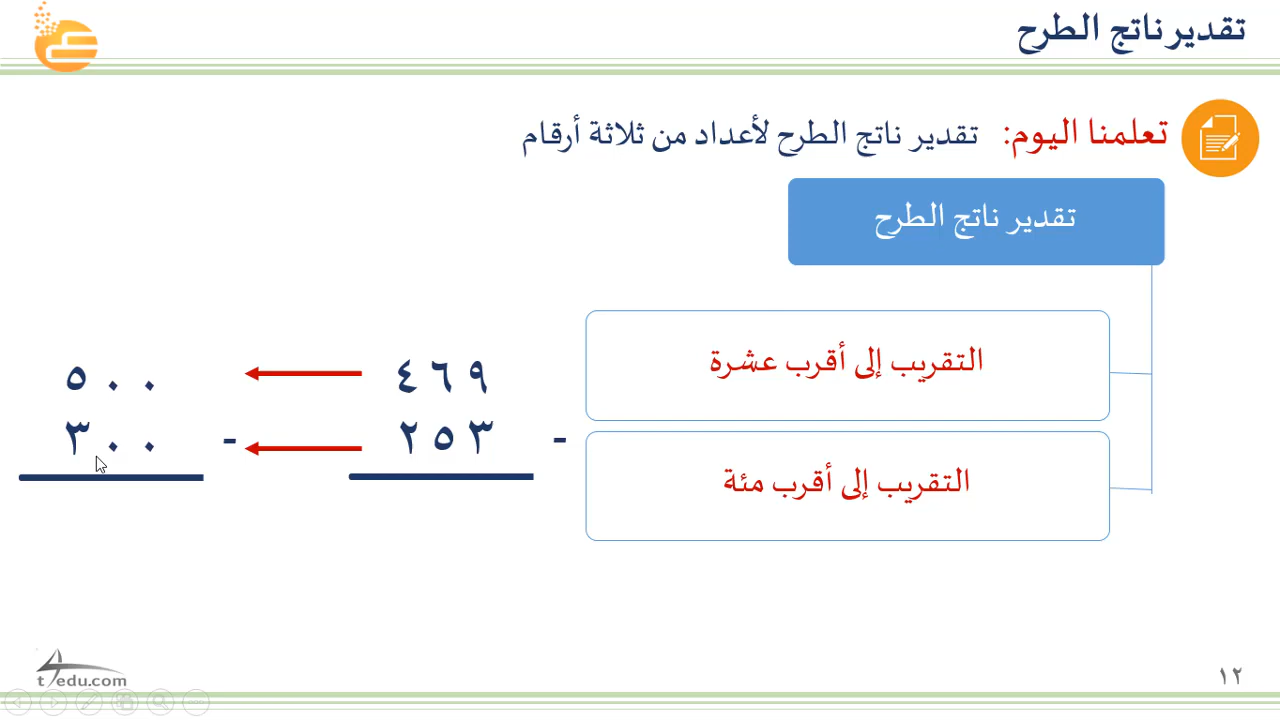 تقدير ناتج الطرح
تعلمنا اليوم: تقدير ناتج الطرح لأعداد من ثلاثة أرقام
تقدير ناتج الطرح
التقريب إلى أقرب عشرة
التقريب إلى أقرب مئة
٤٦٩
- ٢٥٣
٥٠٠
- ٣٠٠
t4edu.com
١٢